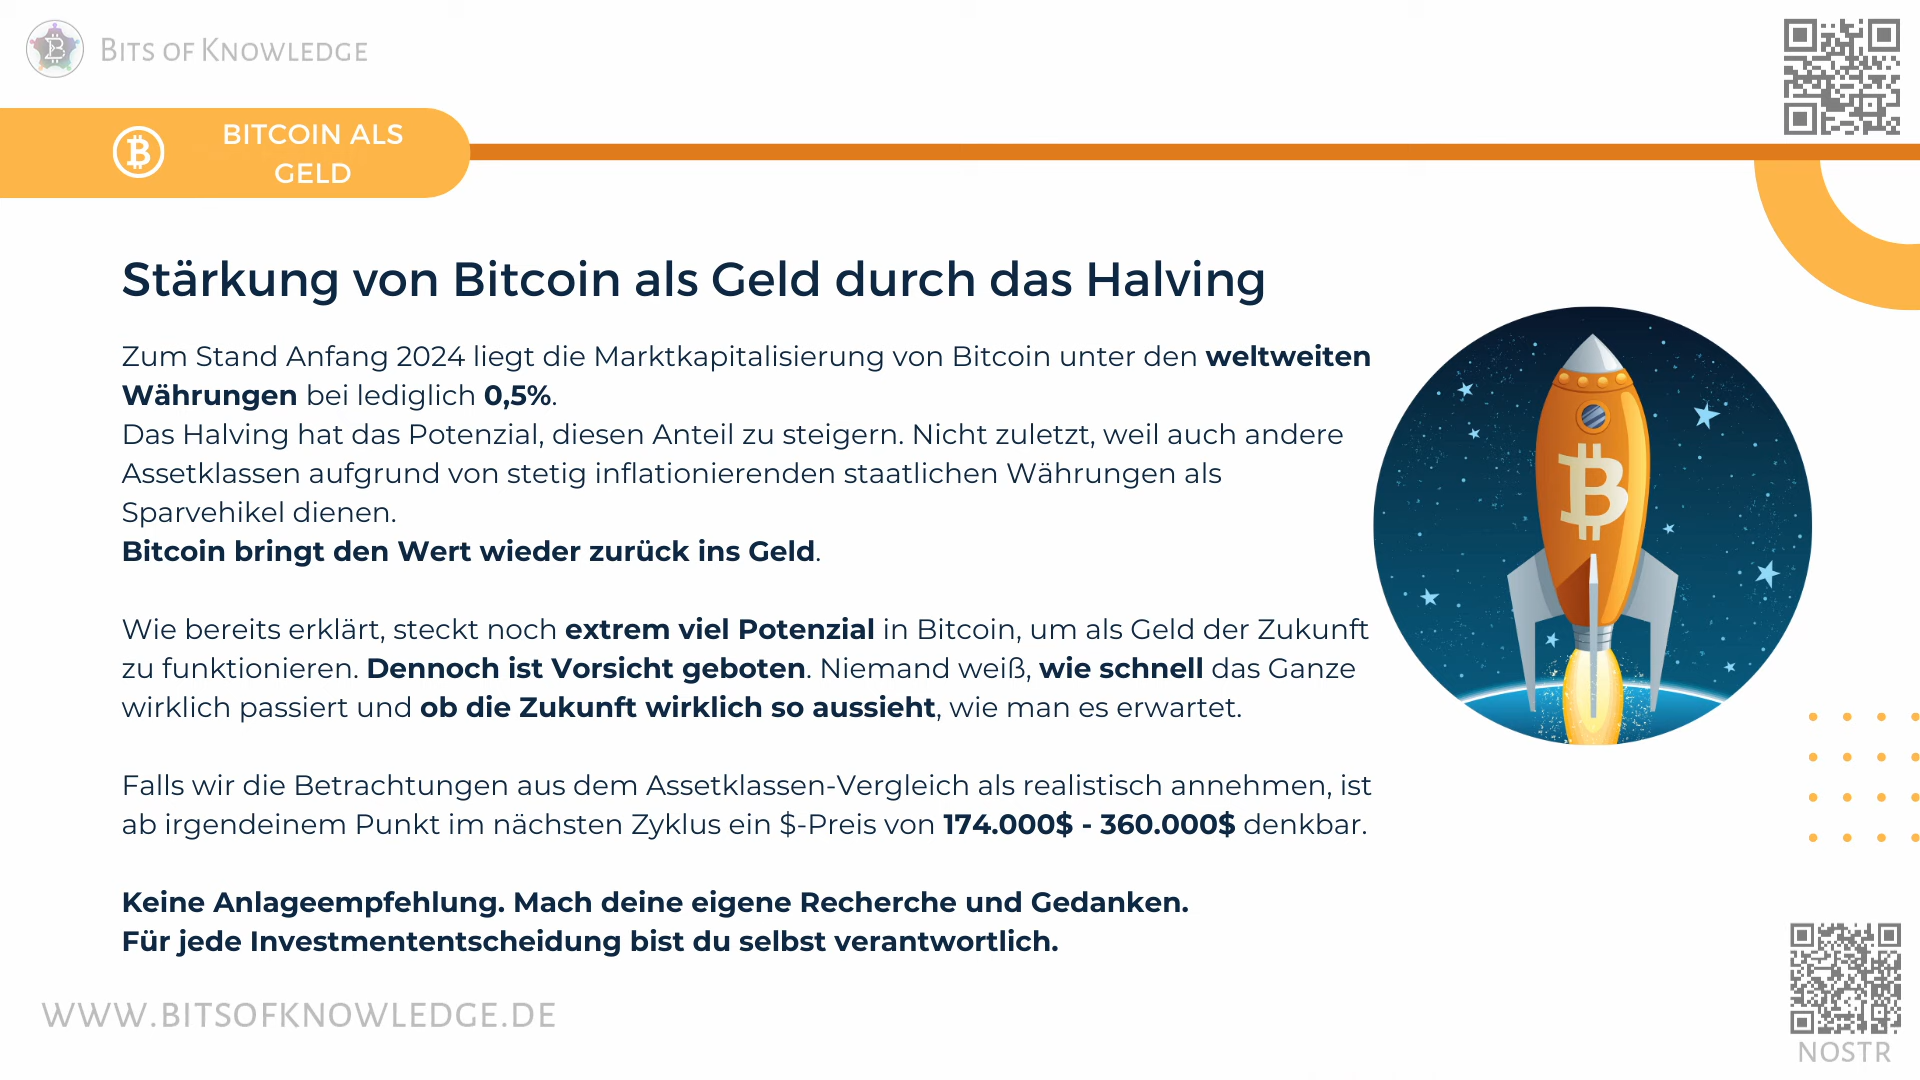 BITS OF KNOWLEDGE
BITCOIN ALS
GELD
Stärkung von Bitcoin als Geld durch das Halving
Zum Stand Anfang 2024 liegt die Marktkapitalisierung von Bitcoin unter den weltweiten
Währungen bei lediglich 0,5%.
Das Halving hat das Potenzial, diesen Anteil zu steigern. Nicht zuletzt, weil auch andere
Assetklassen aufgrund von stetig inflationierenden staatlichen Währungen als
Sparvehikel dienen.
Bitcoin bringt den Wert wieder zurück ins Geld.
Wie bereits erklärt, steckt noch extrem viel Potenzial in Bitcoin, um als Geld der Zukunft
zu funktionieren. Dennoch ist Vorsicht geboten. Niemand weiß, wie schnell das Ganze
wirklich passiert und ob die Zukunft wirklich so aussieht, wie man es erwartet.
Falls wir die Betrachtungen aus dem Assetklassen-Vergleich als realistisch annehmen, ist
ab irgendeinem Punkt im nächsten Zyklus ein $-Preis von 174.000$ - 360.000$ denkbar.
Keine Anlageempfehlung. Mach deine eigene Recherche und Gedanken.
Für jede Investmententscheidung bist du selbst verantwortlich.
WWW.BITSOFKNOWLEDGE.DE
NOSTR